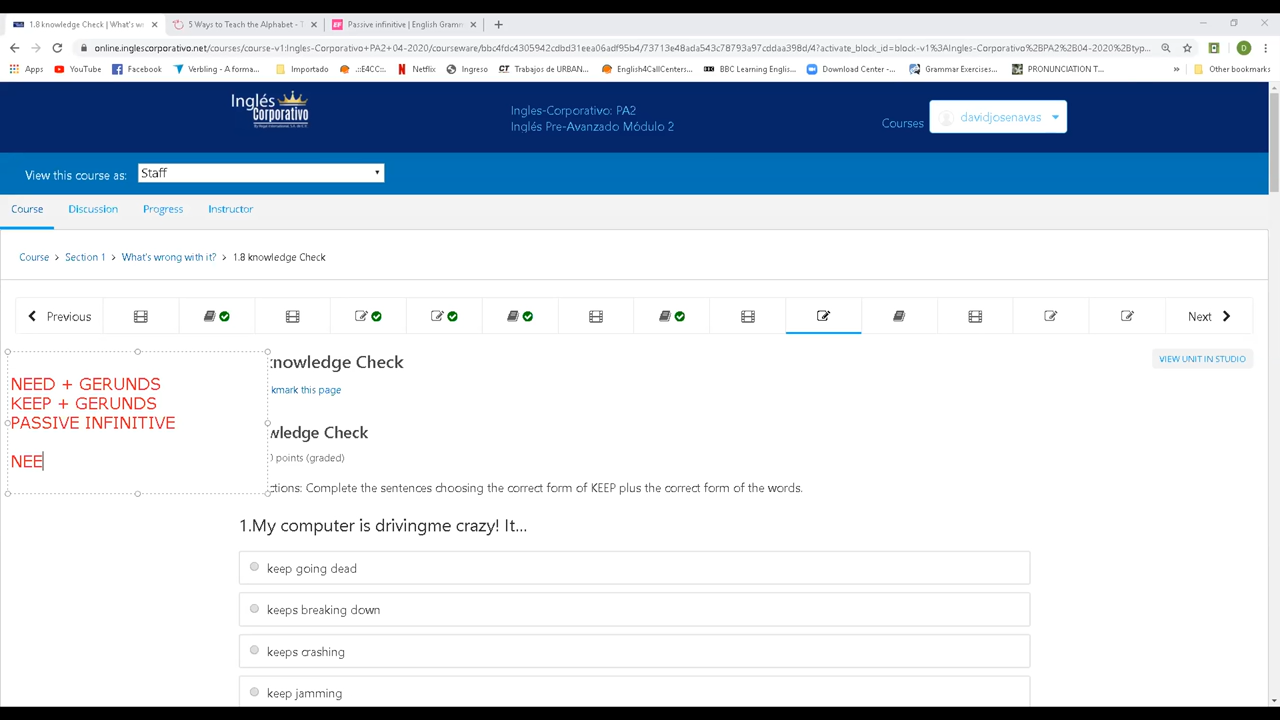 1.8 knowledge Check | What's wr
5 Ways to Teach the Alphabet - T
Passive infinitive | English Gramm
online.inglescorporativo.net/courses/course-v1:Ingles-Corporativo+PA2+04-2020/courseware/bbc4fdc4305942cdbd31eea06adf95b4/73713e48ada543c78793a97cddaa398d/4?activate_block_id=block-v1%3AIngles-Corporativo%2BPA2%2B04-2020%2Btyp...
Apps YouTube Facebook Verbling - A forma... Importado .::E4CC::. Netflix Ingreso Trabajos de URBAN... English4CallCenters... BBC Learning Englis... Download Center -... Grammar Exercises... PRONUNCIATION T... » Other bookmarks
Inglés Corporativo
Ingles-Corporativo: PA2
Inglés Pre-Avanzado Módulo 2
Courses davidjosenavas
View this course as: Staff
Course Discussion Progress Instructor
Course > Section 1 > What's wrong with it? > 1.8 knowledge Check
Previous Next
knowledge Check
VIEW UNIT IN STUDIO
NEED + GERUNDS
kmark this page
KEEP + GERUNDS
PASSIVE INFINITIVE
wledge Check
points (graded)
NEE
ctions: Complete the sentences choosing the correct form of KEEP plus the correct form of the words.
1.My computer is drivingme crazy! It...
keep going dead
keeps breaking down
keeps crashing
keep jamming